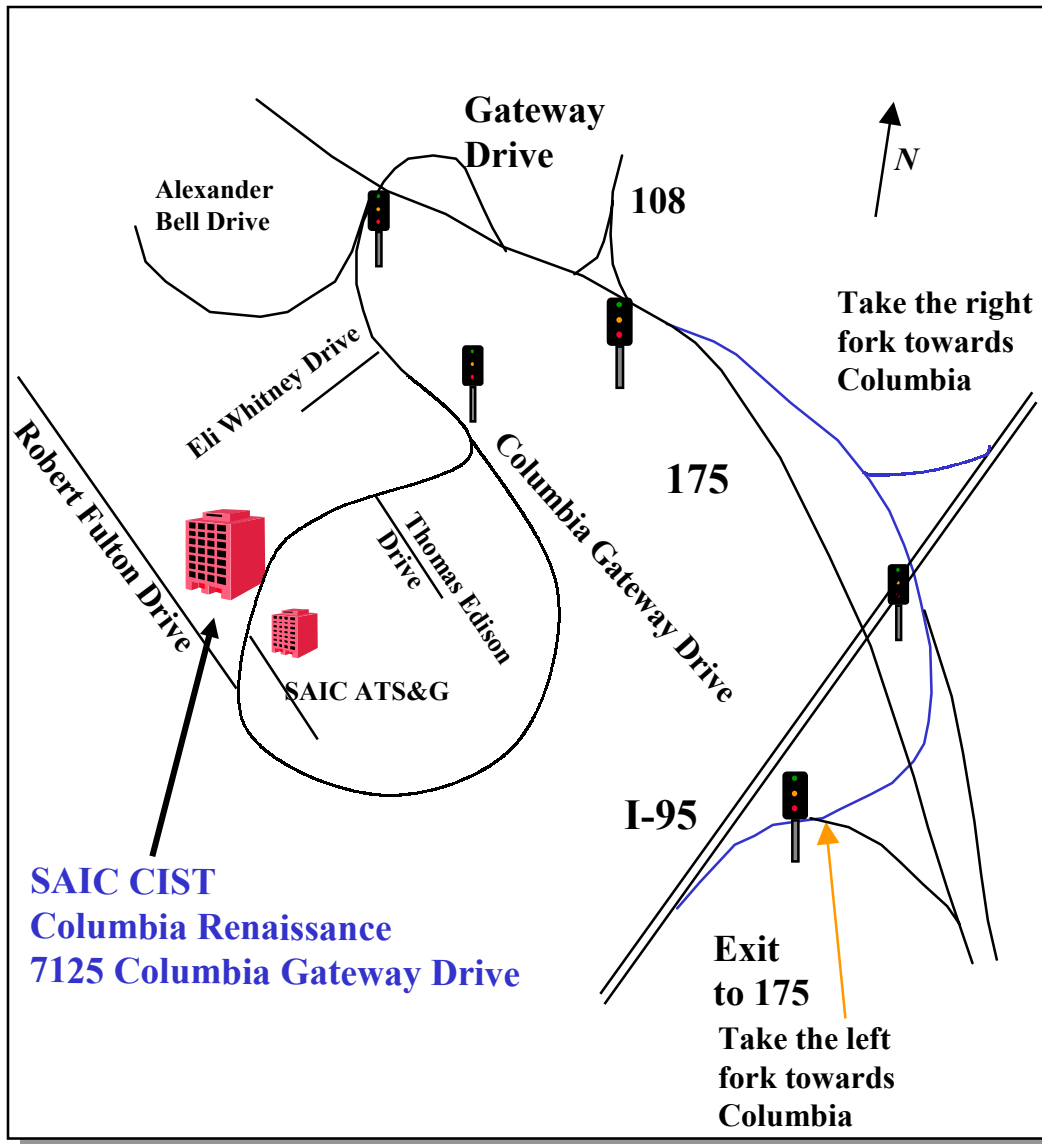 Gateway
Drive
N
Alexander
Bell Drive
108
Take the right
fork towards
Columbia
Eli Whitney Drive
Robert Fulton Drive
Columbia Gateway Drive
175
Thomas Edison
Drive
SAIC ATS&G
I-95
SAIC CIST
Columbia Renaissance
7125 Columbia Gateway Drive
Exit
to 175
Take the left
fork towards
Columbia